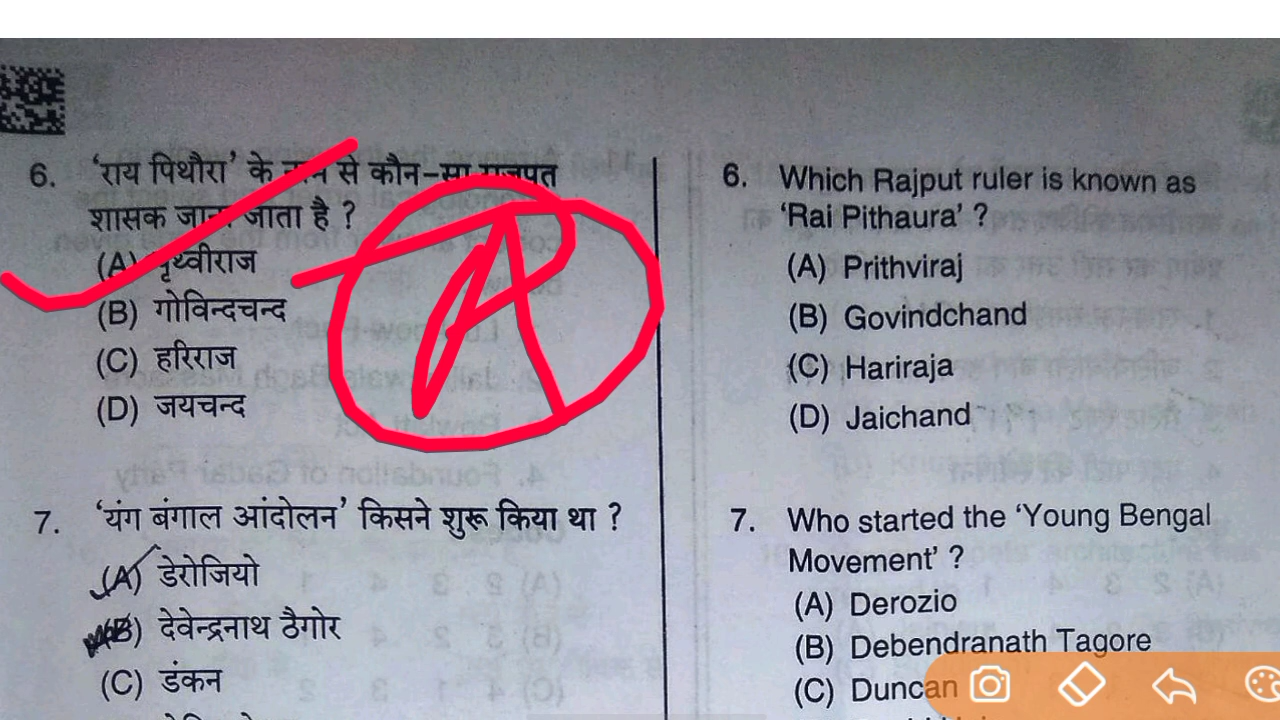 6. 'राय पिथौरा' के नाम से कौन-सा राजपूत
शासक जाना जाता है ?
(A) पृथ्वीराज
(B) गोविन्दचन्द
(C) हरिराज
(D) जयचन्द
A
7. 'यंग बंगाल आंदोलन' किसने शुरू किया था ?
(A) डेरोजियो
(B) देवेन्द्रनाथ ठैगोर
(C) डंकन
6. Which Rajput ruler is known as
'Rai Pithaura' ?
(A) Prithviraj
(B) Govindchand
(C) Hariraja
(D) Jaichand
7. Who started the 'Young Bengal
Movement' ?
(A) Derozio
(B) Debendranath Tagore
(C) Duncan